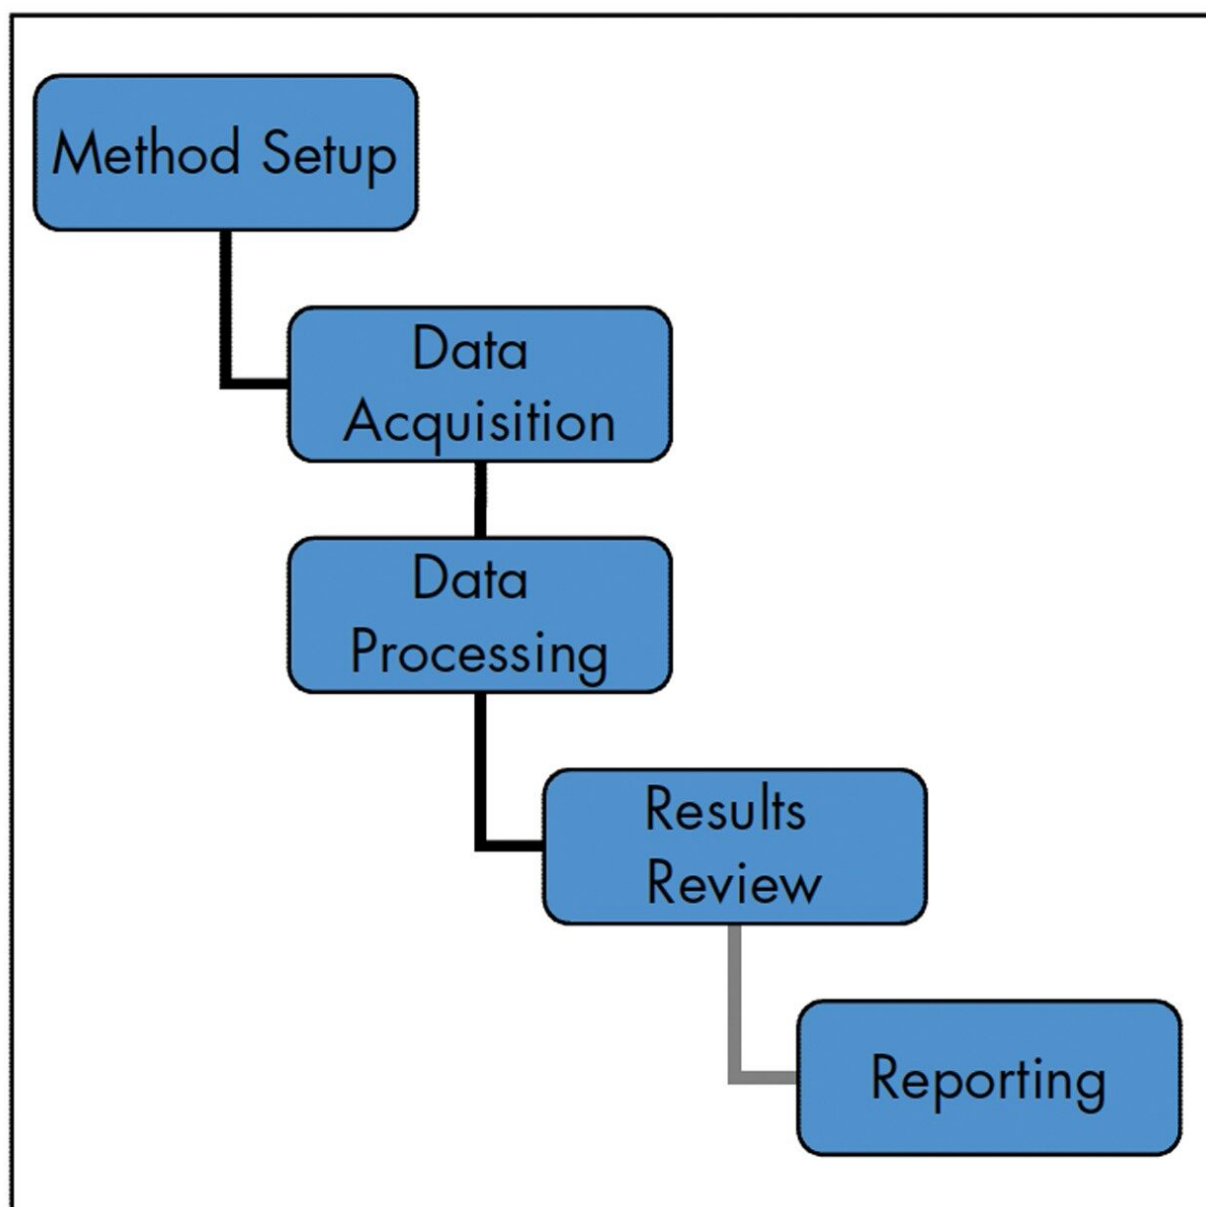 Method Setup
Data
Acquisition
Data
Processing
Results
Review
Reporting